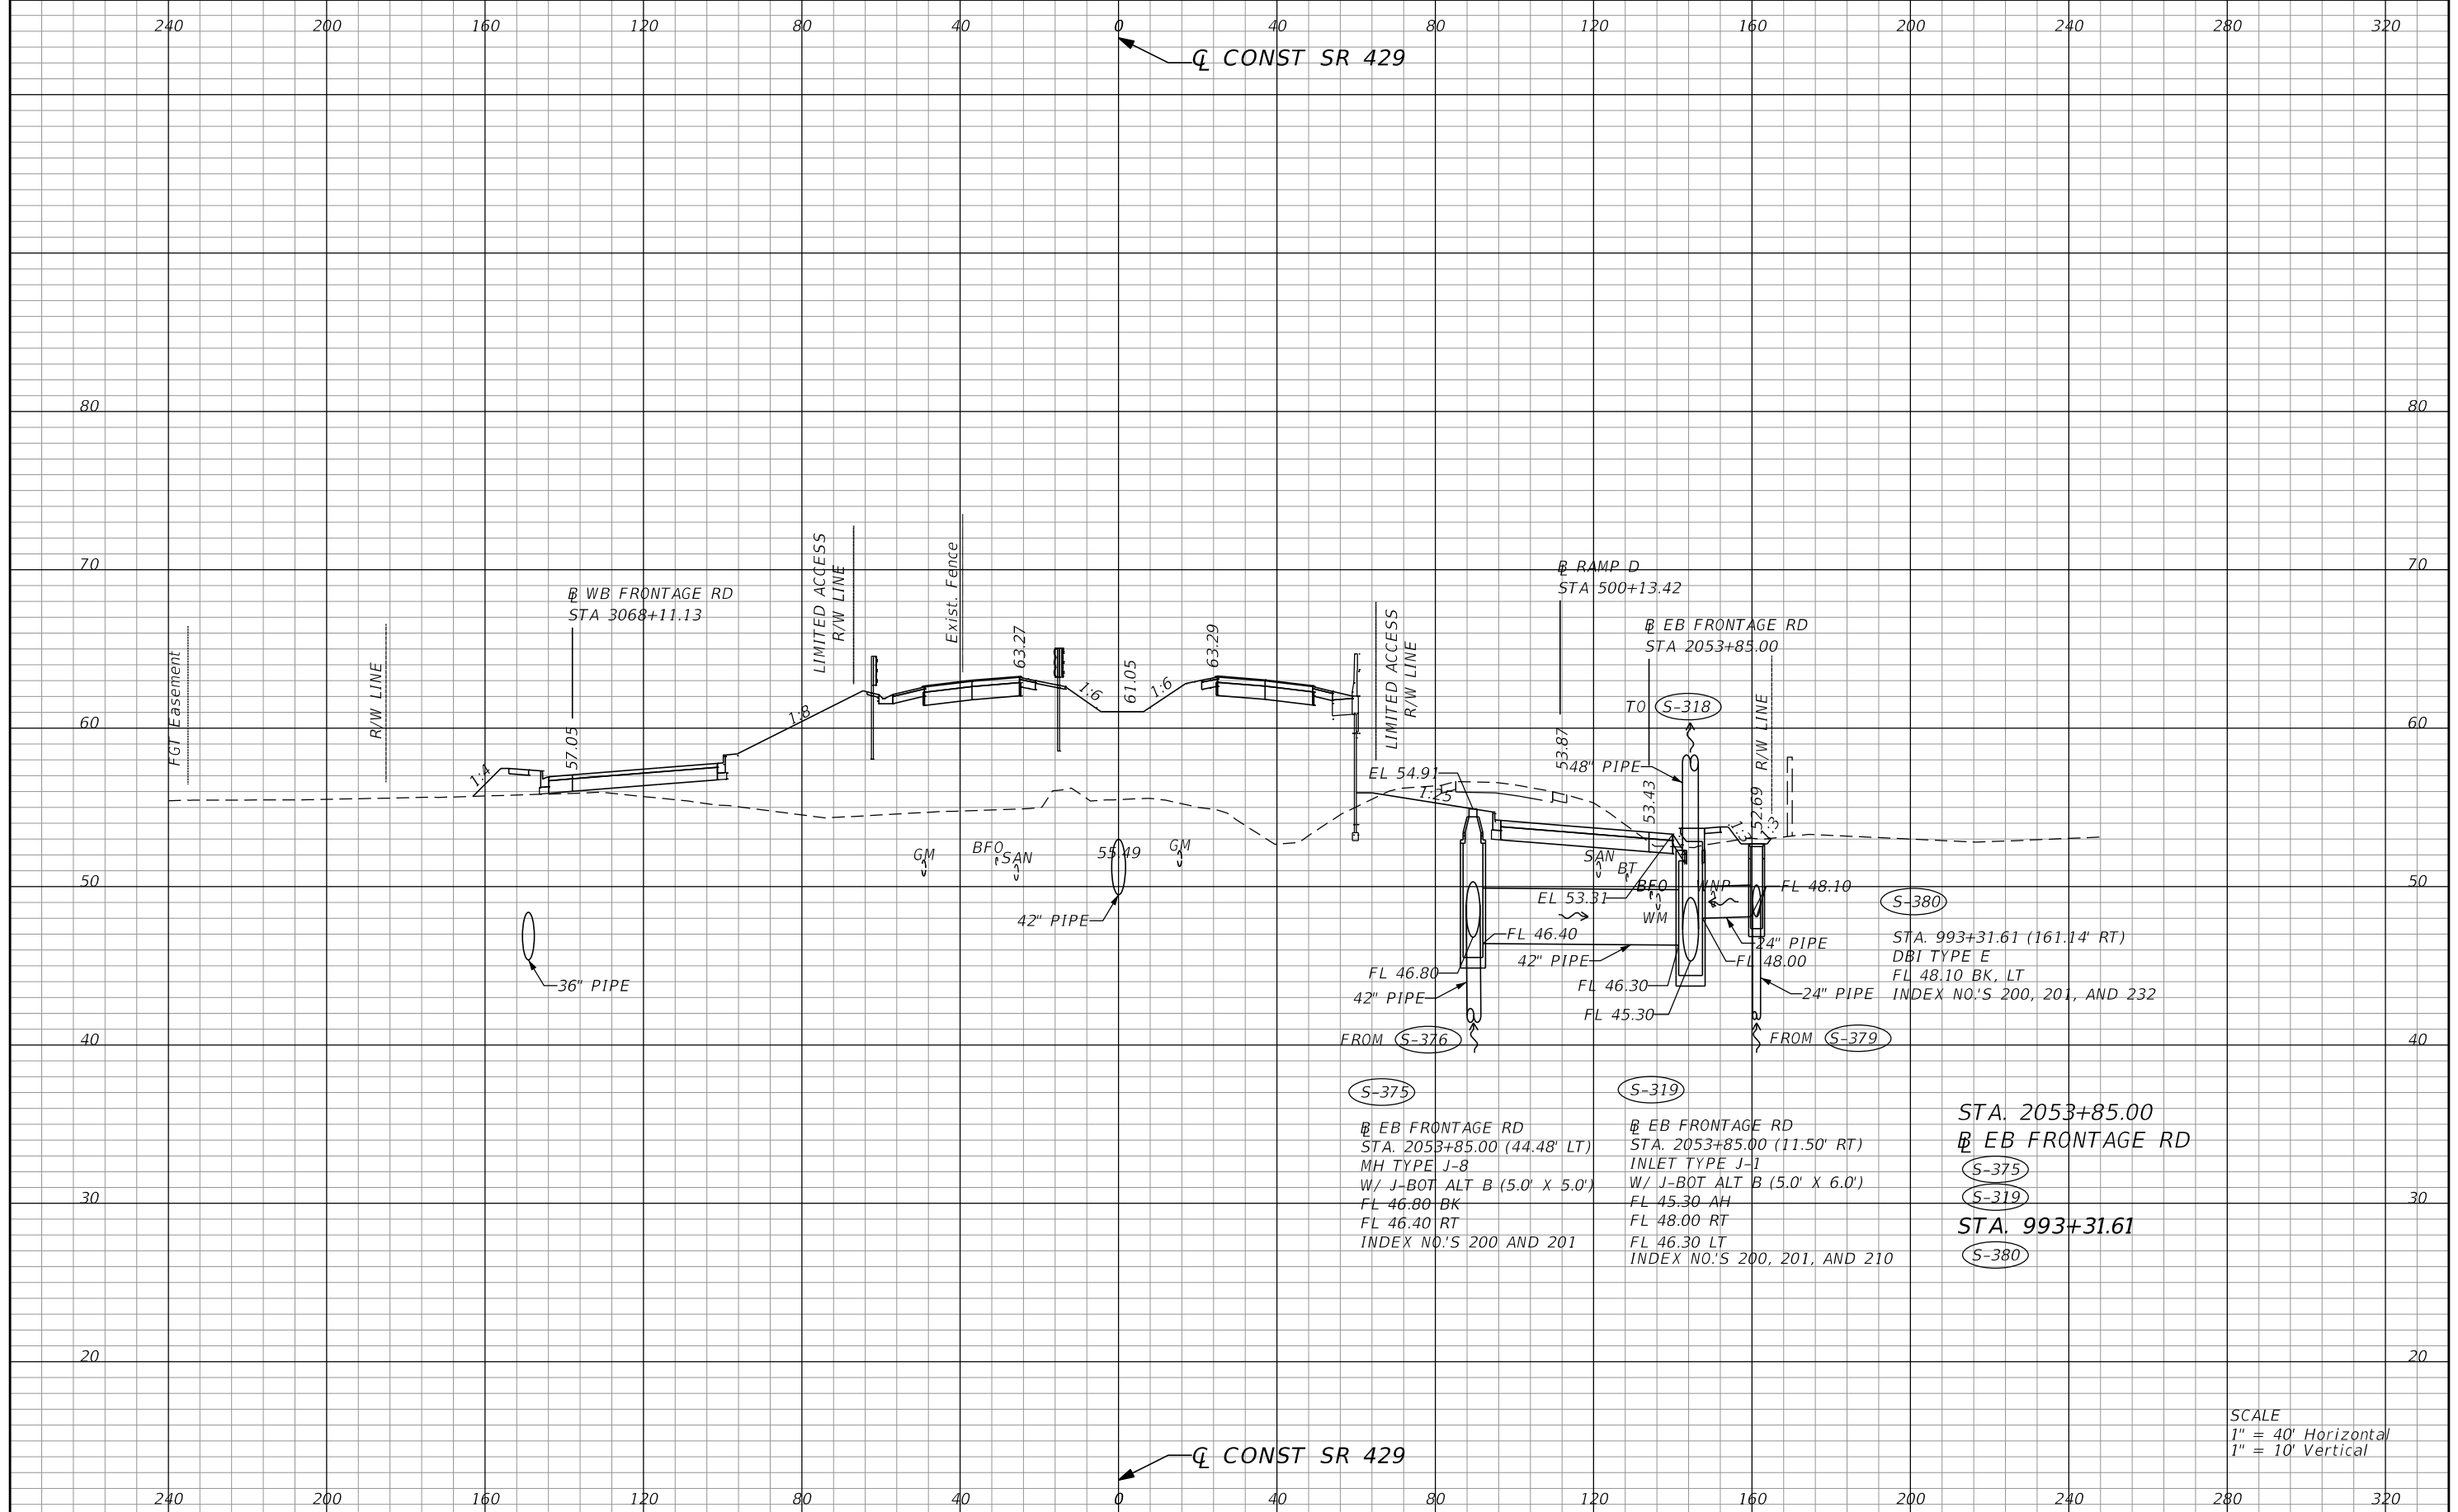 240 200 160 120 80 40 0 40 80 120 160 200 240 280 320
℄ CONST SR 429
80 80
70 70
60 60
50 50
40 40
30 30
20 20
FGT Easement
R/W LINE
℄ WB FRONTAGE RD
STA 3068+11.13
57.05
1:4
1:8
LIMITED ACCESS
R/W LINE
Exist. Fence
63.27
1:6
61.05
1:6
63.29
LIMITED ACCESS
R/W LINE
B RAMP D
STA 500+13.42
53.87
B EB FRONTAGE RD
STA 2053+85.00
TO S-318
48" PIPE
53.43
52.69
R/W LINE
1:3
EL 54.91
1:25
GM
BFO
SAN
55.49
GM
42" PIPE
36" PIPE
SAN
BT
BFO
WNP
WM
EL 53.31
FL 48.10
FL 46.40
FL 46.80
42" PIPE
42" PIPE
FL 46.30
FL 45.30
24" PIPE
FL 48.00
24" PIPE
FROM S-376
FROM S-379
S-380
STA. 993+31.61 (161.14' RT)
DBI TYPE E
FL 48.10 BK, LT
INDEX NO.'S 200, 201, AND 232
S-375
B EB FRONTAGE RD
STA. 2053+85.00 (44.48' LT)
MH TYPE J-8
W/ J-BOT ALT B (5.0' X 5.0')
FL 46.80 BK
FL 46.40 RT
INDEX NO.'S 200 AND 201
S-319
B EB FRONTAGE RD
STA. 2053+85.00 (11.50' RT)
INLET TYPE J-1
W/ J-BOT ALT B (5.0' X 6.0')
FL 45.30 AH
FL 48.00 RT
FL 46.30 LT
INDEX NO.'S 200, 201, AND 210
STA. 2053+85.00
B EB FRONTAGE RD
S-375
S-319
STA. 993+31.61
S-380
SCALE
1" = 40' Horizontal
1" = 10' Vertical
℄ CONST SR 429
240 200 160 120 80 40 0 40 80 120 160 200 240 280 320